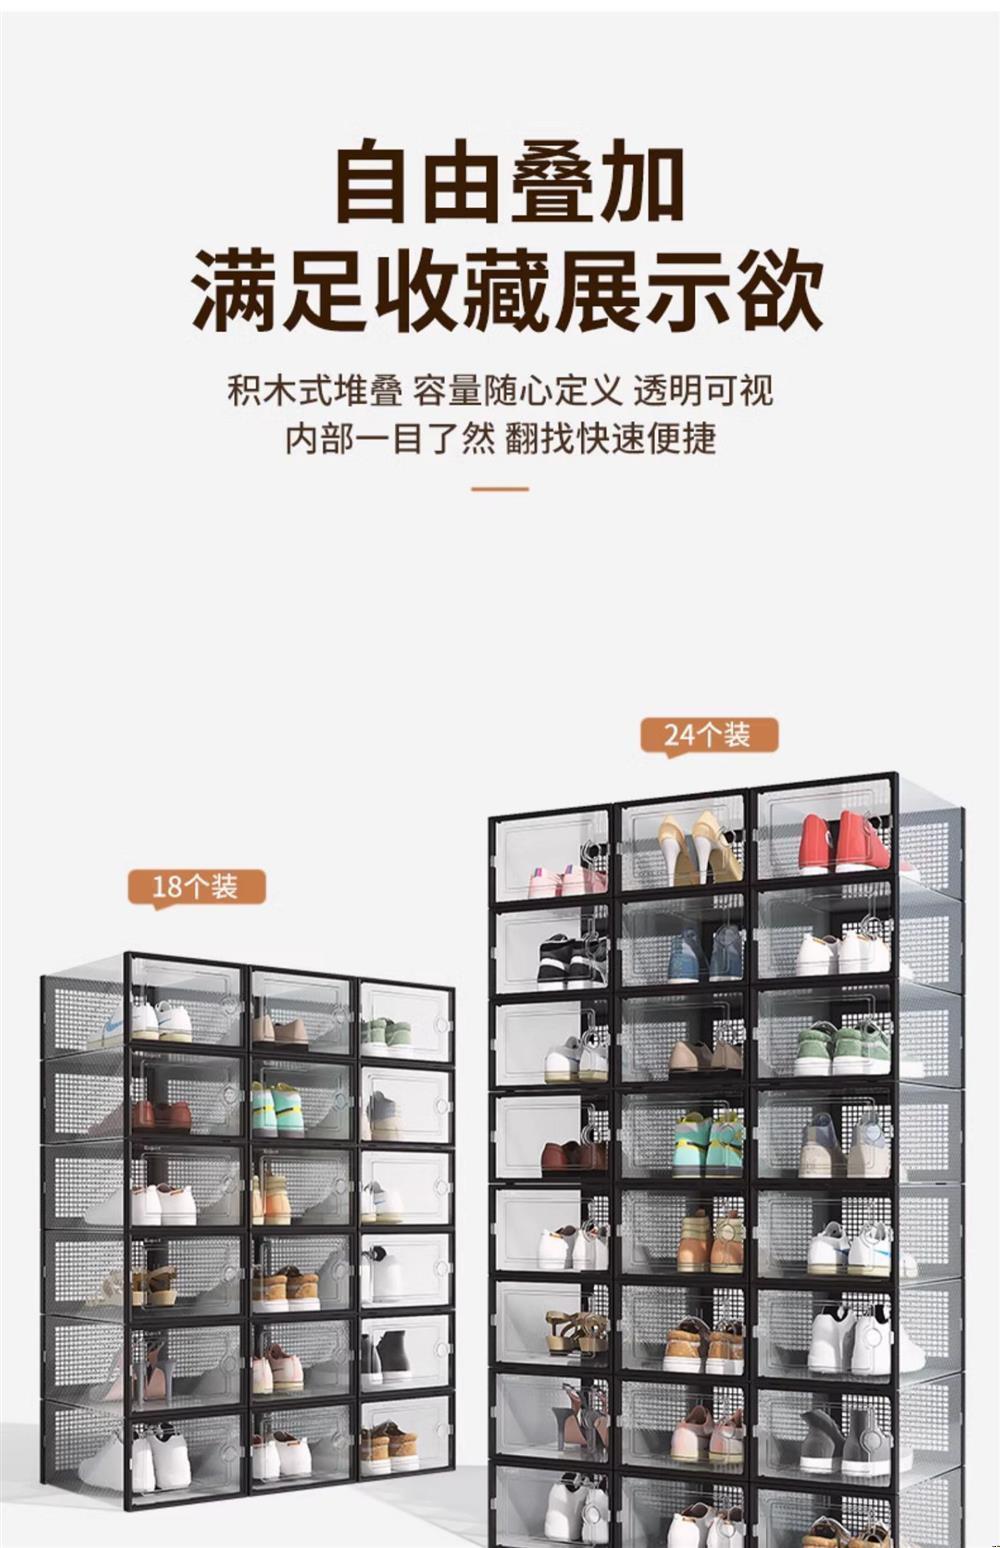 自由叠加
满足收藏展示欲
积木式堆叠 容量随心定义 透明可视
内部一目了然 翻找快速便捷
24个装
18个装